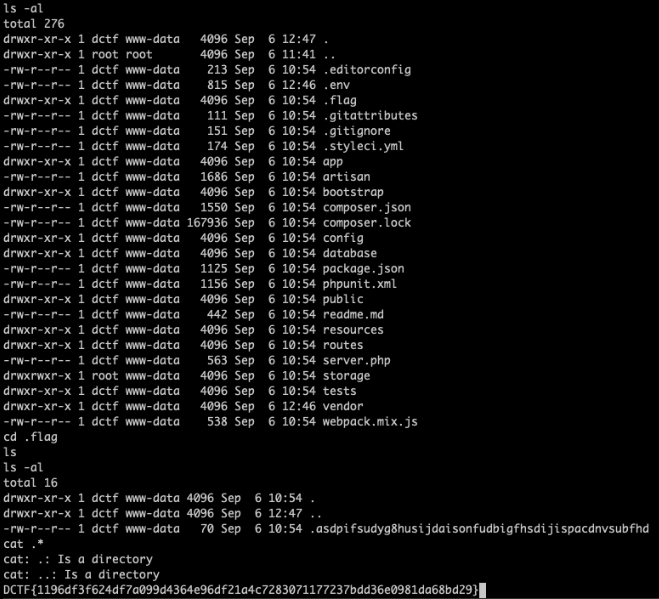 ls -al
total 276
drwxr-xr-x 1 dctf www-data   4096 Sep  6 12:47 .
drwxr-xr-x 1 root root       4096 Sep  6 11:41 ..
-rw-r--r-- 1 dctf www-data    213 Sep  6 10:54 .editorconfig
-rw-r--r-- 1 dctf www-data    815 Sep  6 12:46 .env
drwxr-xr-x 1 dctf www-data   4096 Sep  6 10:54 .flag
-rw-r--r-- 1 dctf www-data    111 Sep  6 10:54 .gitattributes
-rw-r--r-- 1 dctf www-data    151 Sep  6 10:54 .gitignore
-rw-r--r-- 1 dctf www-data    174 Sep  6 10:54 .styleci.yml
drwxr-xr-x 1 dctf www-data   4096 Sep  6 10:54 app
-rwxr-xr-x 1 dctf www-data   1686 Sep  6 10:54 artisan
drwxr-xr-x 1 dctf www-data   4096 Sep  6 10:54 bootstrap
-rw-r--r-- 1 dctf www-data   1550 Sep  6 10:54 composer.json
-rw-r--r-- 1 dctf www-data 167936 Sep  6 10:54 composer.lock
drwxr-xr-x 1 dctf www-data   4096 Sep  6 10:54 config
drwxr-xr-x 1 dctf www-data   4096 Sep  6 10:54 database
-rw-r--r-- 1 dctf www-data   1125 Sep  6 10:54 package.json
-rw-r--r-- 1 dctf www-data   1156 Sep  6 10:54 phpunit.xml
drwxr-xr-x 1 dctf www-data   4096 Sep  6 10:54 public
-rw-r--r-- 1 dctf www-data    442 Sep  6 10:54 readme.md
drwxr-xr-x 1 dctf www-data   4096 Sep  6 10:54 resources
drwxr-xr-x 1 dctf www-data   4096 Sep  6 10:54 routes
-rw-r--r-- 1 dctf www-data    563 Sep  6 10:54 server.php
drwxrwxr-x 1 root www-data   4096 Sep  6 10:54 storage
drwxr-xr-x 1 dctf www-data   4096 Sep  6 10:54 tests
drwxr-xr-x 1 dctf www-data   4096 Sep  6 12:46 vendor
-rw-r--r-- 1 dctf www-data    538 Sep  6 10:54 webpack.mix.js
cd .flag
ls
ls -al
total 16
drwxr-xr-x 1 dctf www-data 4096 Sep  6 10:54 .
drwxr-xr-x 1 dctf www-data 4096 Sep  6 12:47 ..
-rw-r--r-- 1 dctf www-data   70 Sep  6 10:54 .asdpifsudyg8husijdaisonfudbigfhsdijispacdnvsubfhd
cat .*
cat: .: Is a directory
cat: ..: Is a directory
DCTF{1196df3f624df7a099d4364e96df21a4c7283071177237bdd36e0981da68bd29}